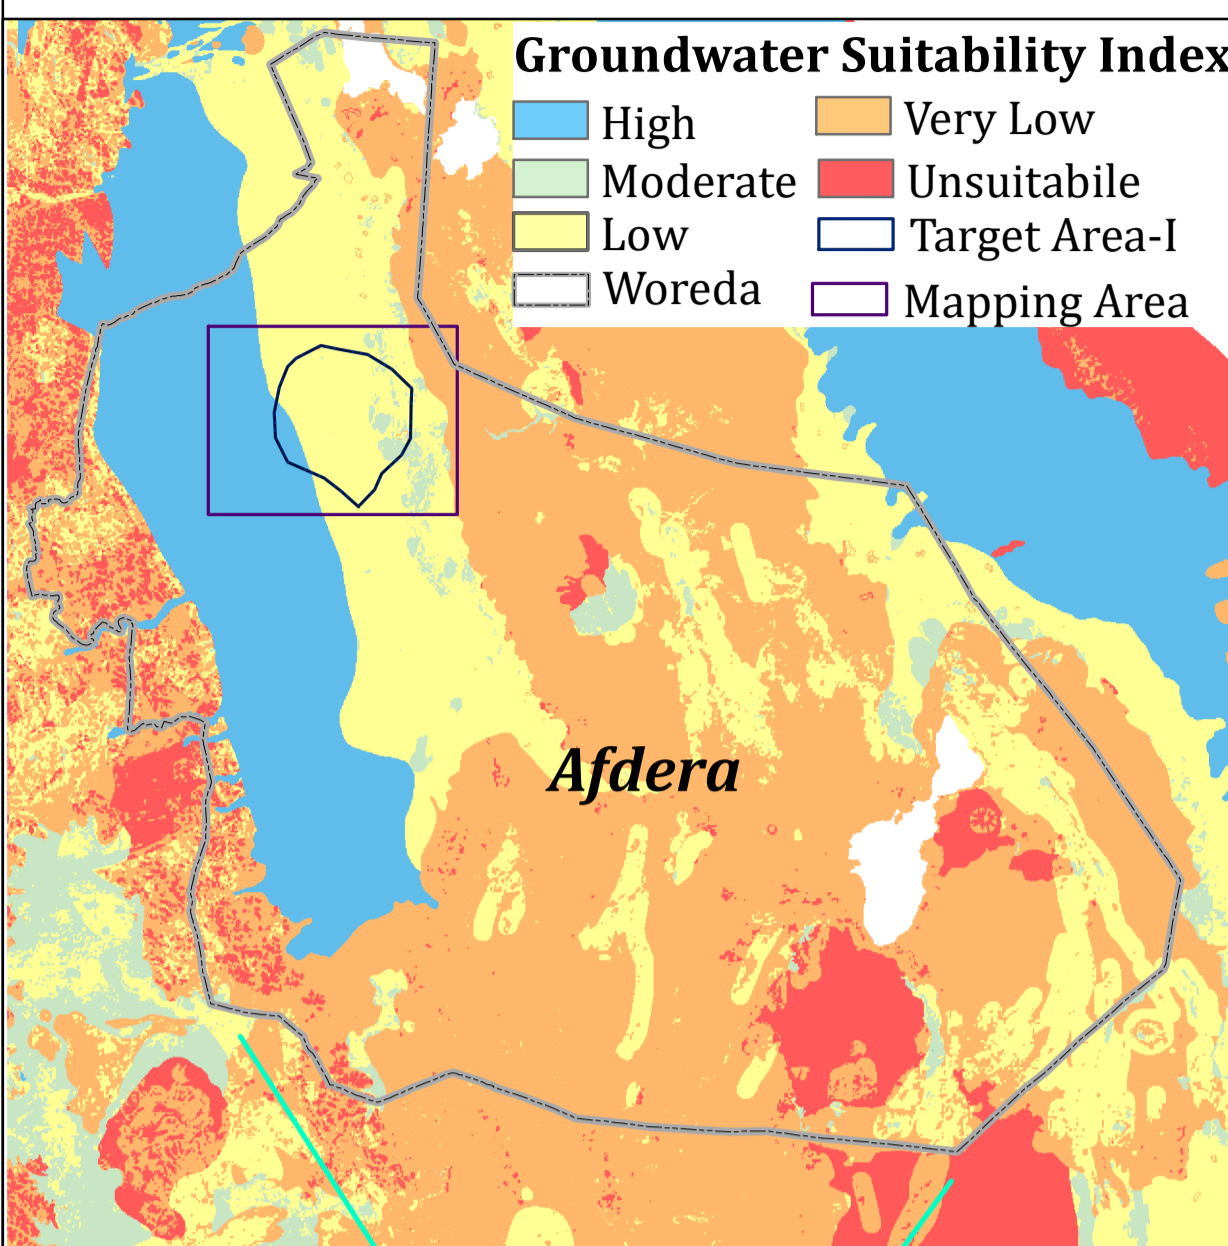 Groundwater Suitability Index
High
Very Low
Moderate
Unsuitabile
Low
Target Area-I
Woreda
Mapping Area
Afdera